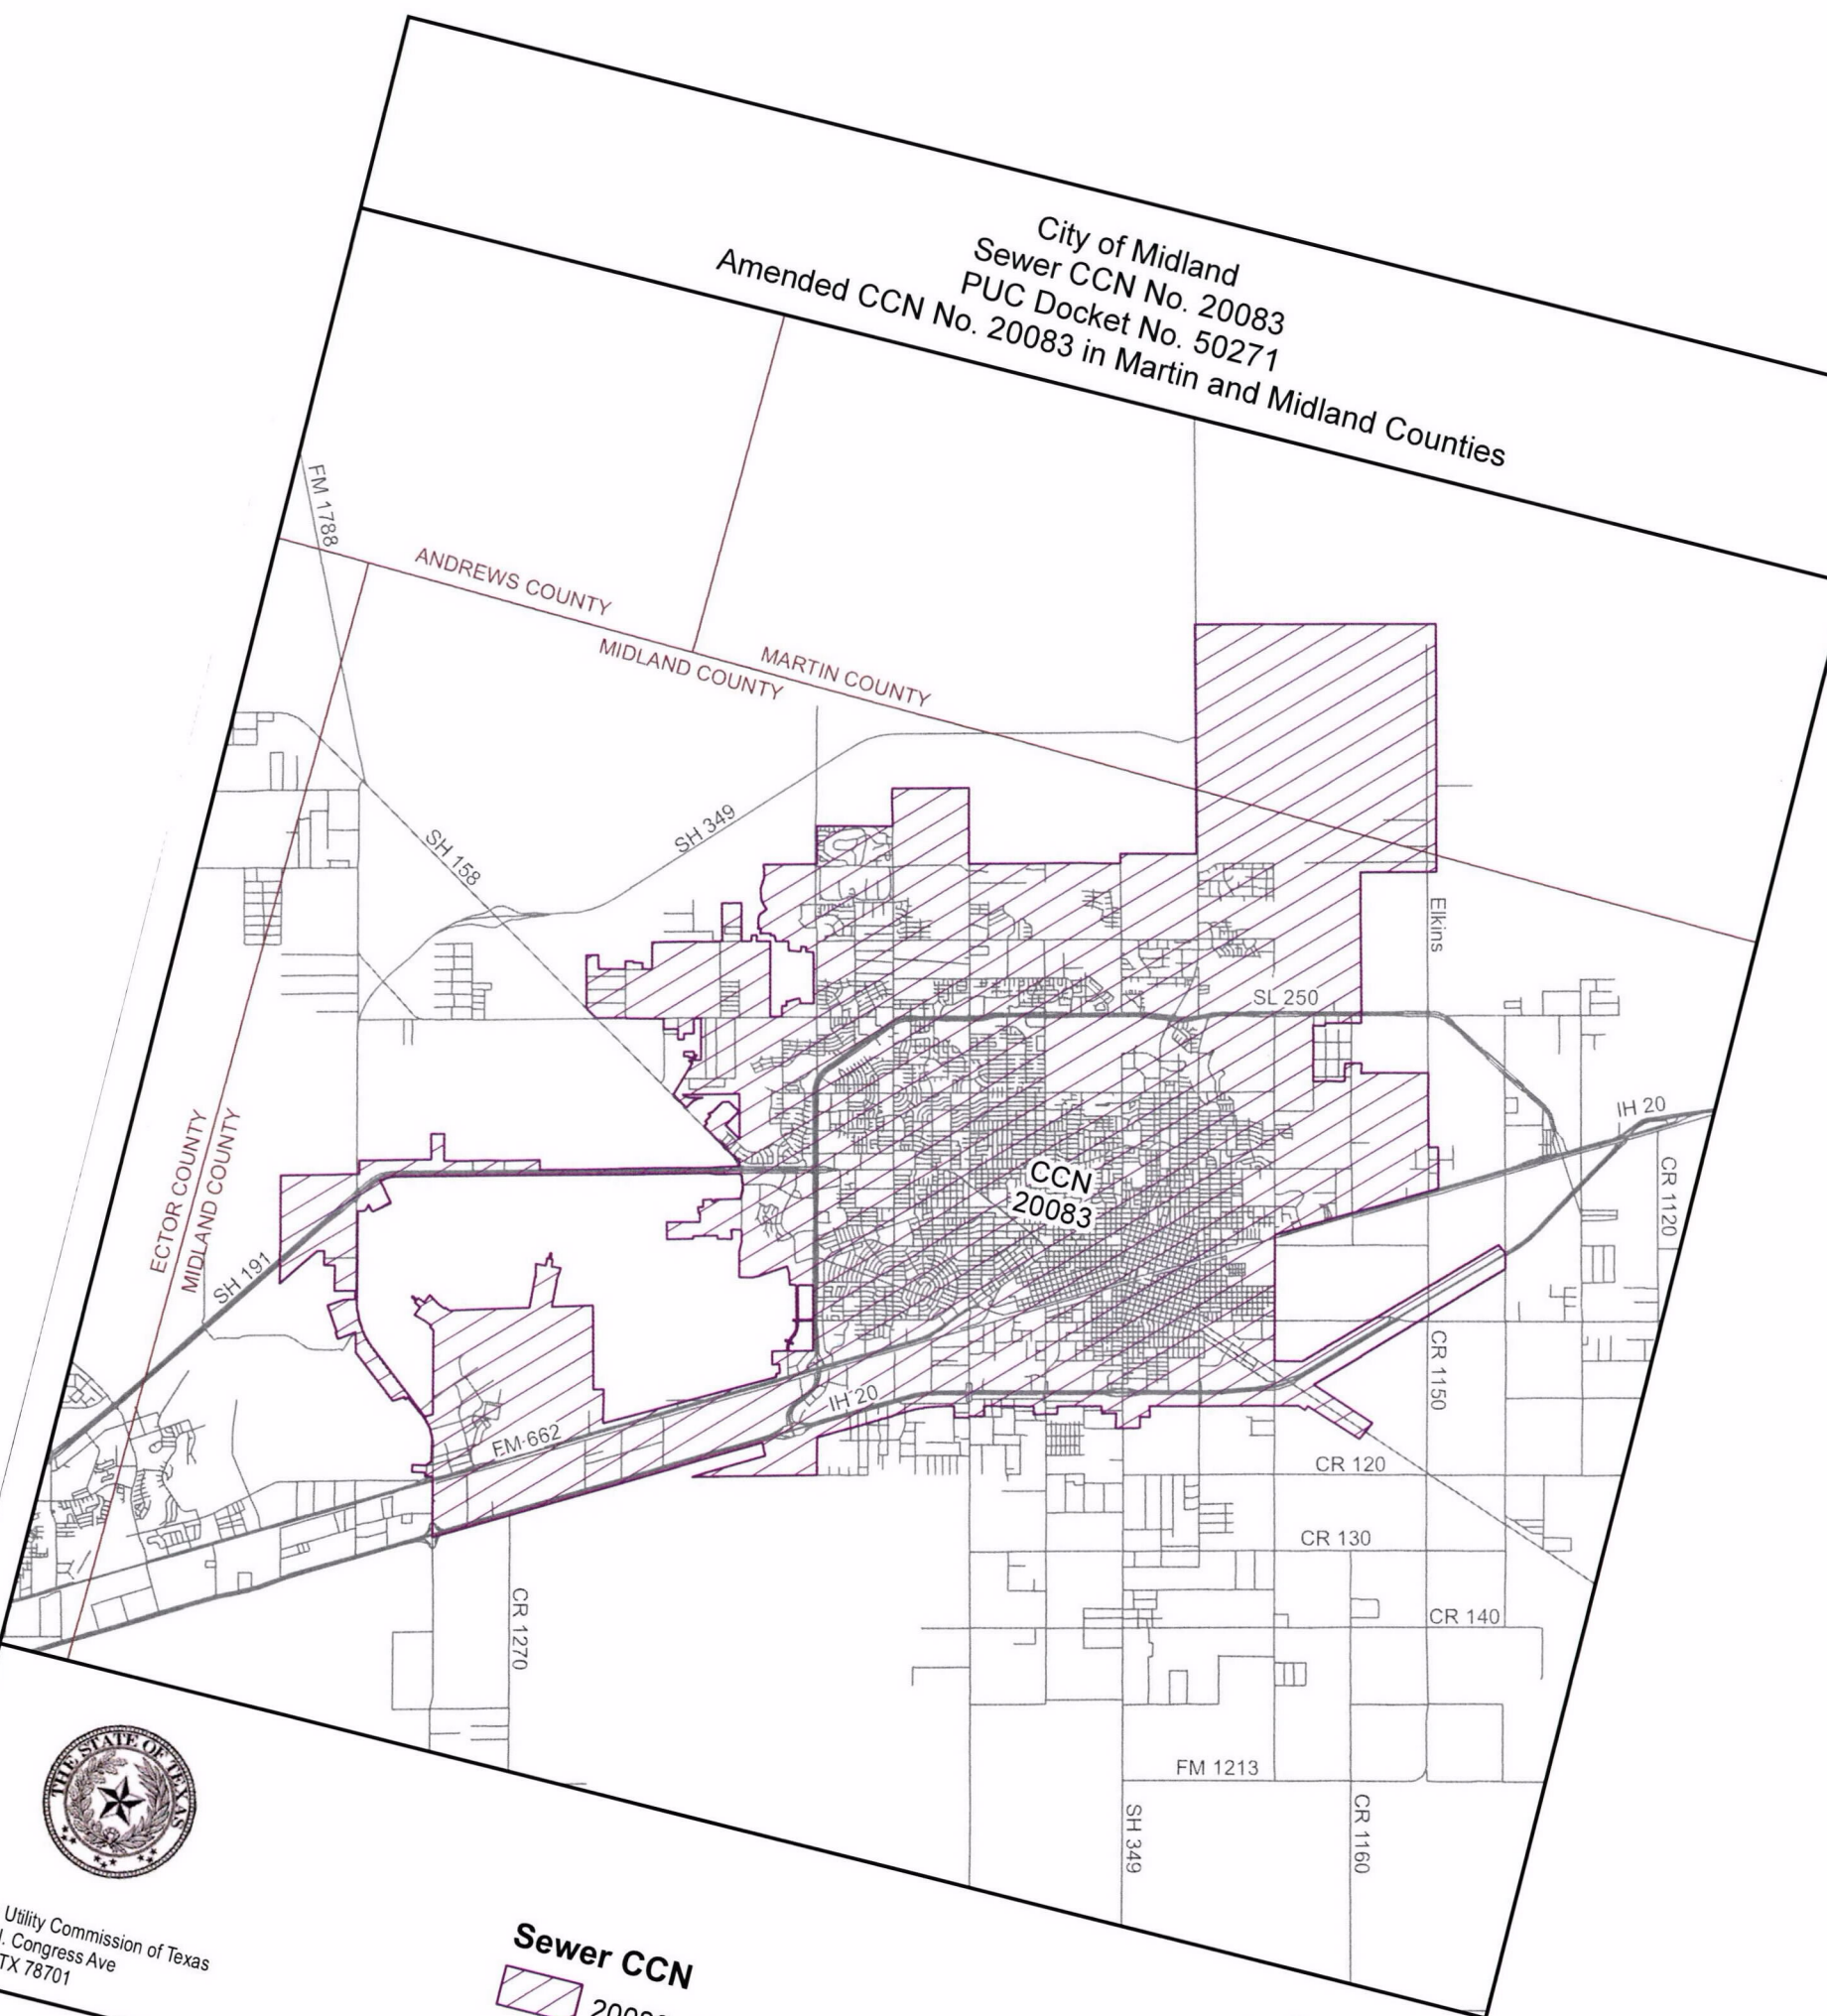 City of Midland
Sewer CCN No. 20083
PUC Docket No. 50271
Amended CCN No. 20083 in Martin and Midland Counties
FM 1788
ANDREWS COUNTY
MIDLAND COUNTY
MARTIN COUNTY
SH 349
SH 158
Elkins
SL 250
IH 20
CR 1120
CCN
20083
ECTOR COUNTY
MIDLAND COUNTY
SH 191
CR 1150
IH 20
FM 662
CR 120
CR 130
CR 1270
CR 140
FM 1213
SH 349
CR 1160
THE STATE OF TEXAS
Utility Commission of Texas
Congress Ave
TX 78701
Sewer CCN